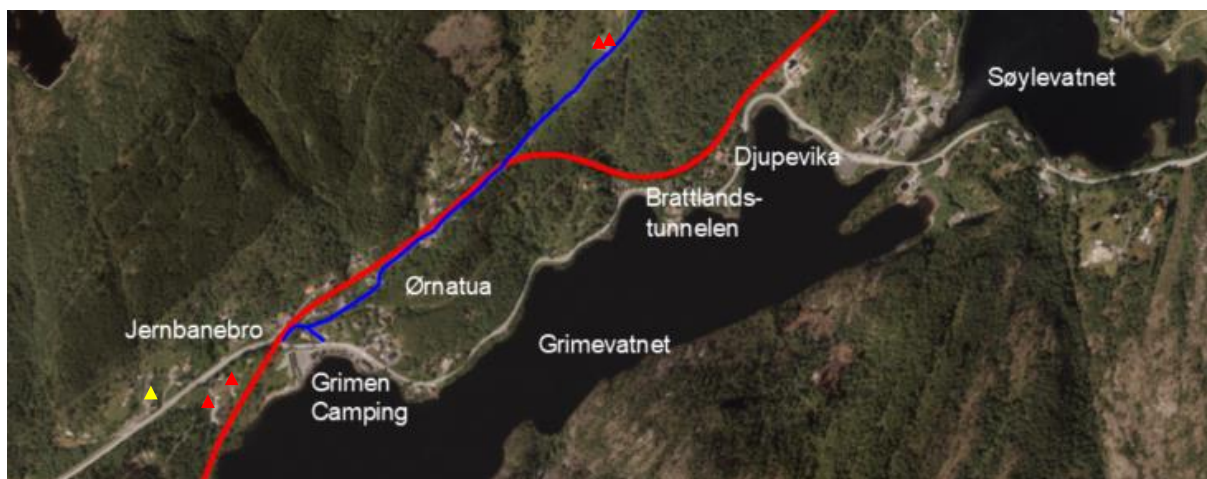 Søylevatnet
Djupevika
Brattlands-
tunnelen
Ørnatua
Jernbanebro
Grimevatnet
Grimen
Camping